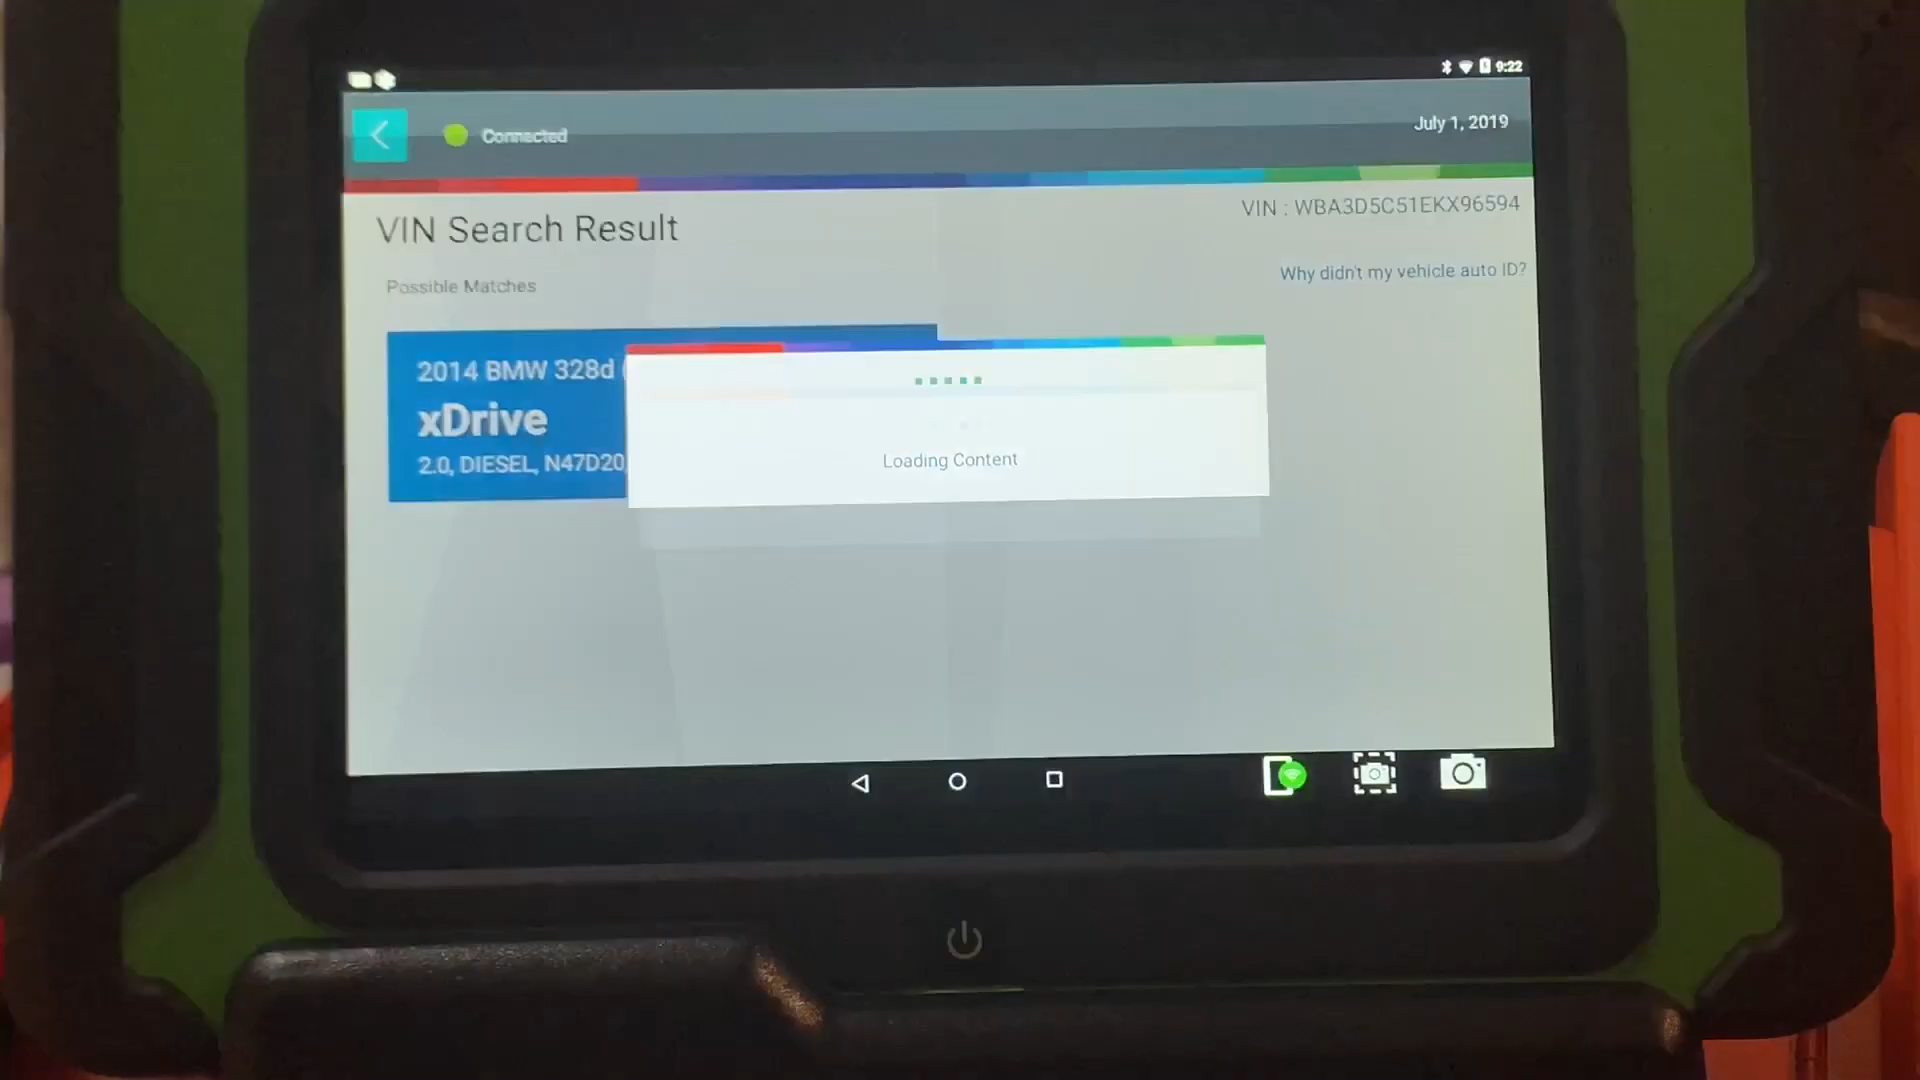 9:22
Connected
July 1, 2019
VIN Search Result
VIN : WBA3D5C51EKX96594
Why didn't my vehicle auto ID?
Possible Matches
2014 BMW 328d (
xDrive
2.0, DIESEL, N47D20,
Loading Content